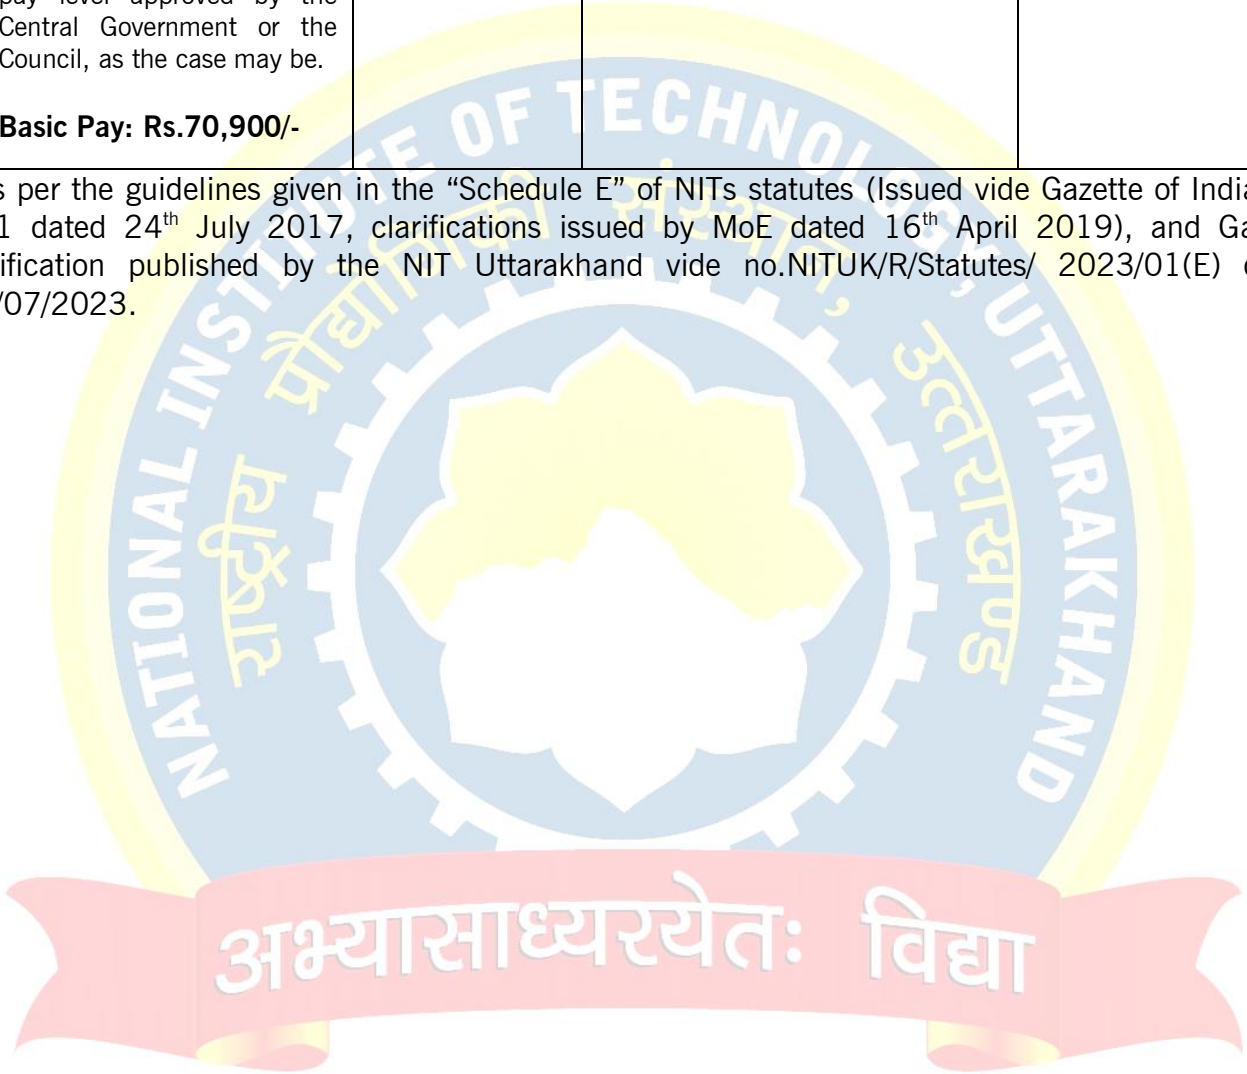 pay level approved by the
Central Government or the
Council, as the case may be.
Basic Pay: Rs.70,900/-
s per the guidelines given in the “Schedule E” of NITs statutes (Issued vide Gazette of India
1 dated 24th July 2017, clarifications issued by MoE dated 16th April 2019), and Ga
ification published by the NIT Uttarakhand vide no.NITUK/R/Statutes/ 2023/01(E)
/07/2023.
NATIONAL INSTITUTE OF TECHNOLOGY, UTTARAKHAND
राष्ट्रीय प्रौद्योगिकी संस्थान, उत्तराखण्ड
अभ्यासाध्यरयेतः विद्या